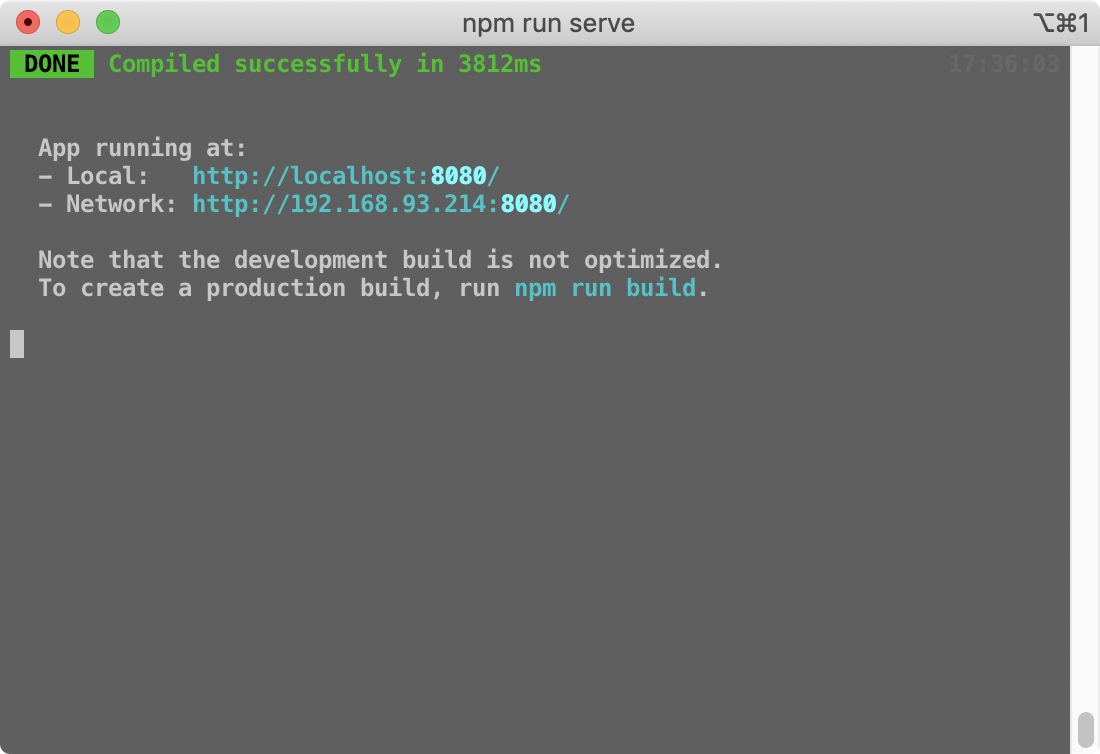 npm run serve ⌥⌘1
DONE Compiled successfully in 3812ms 17:36:03
App running at:
- Local: http://localhost:8080/
- Network: http://192.168.93.214:8080/
Note that the development build is not optimized.
To create a production build, run npm run build.